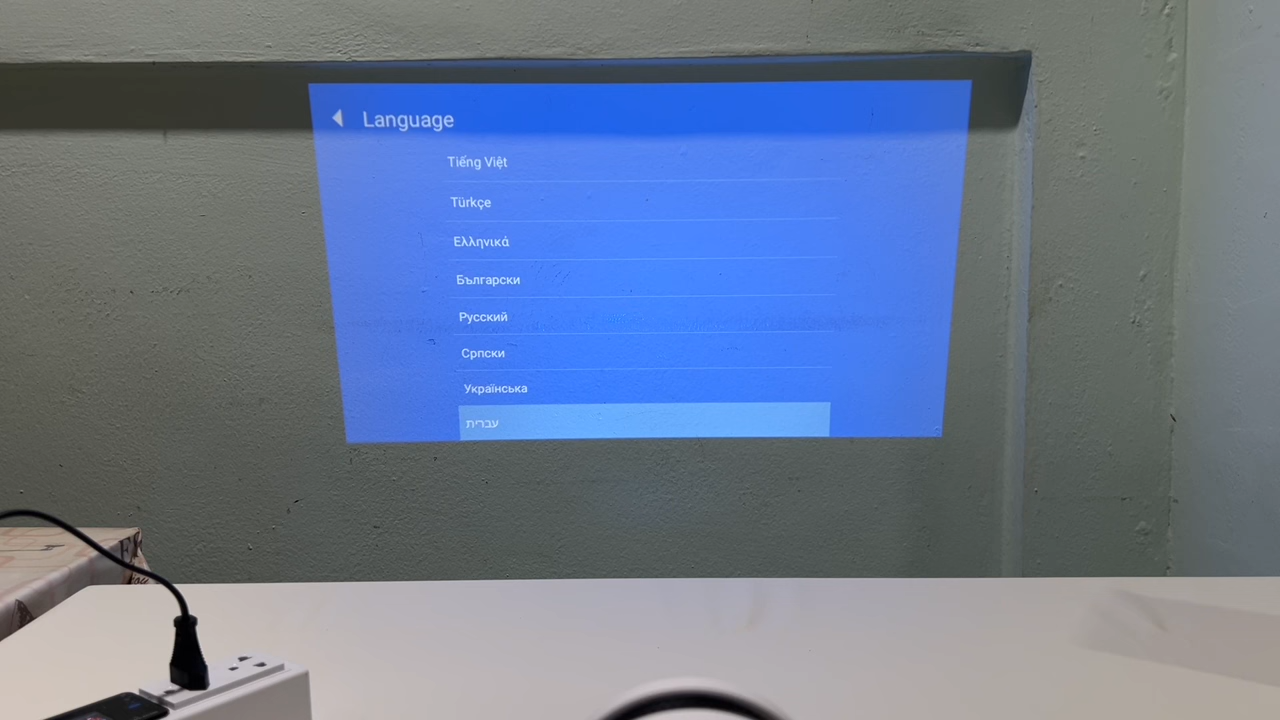 Language
Tiếng Việt
Türkçe
Ελληνικά
Български
Русский
Српски
Українська
עברית